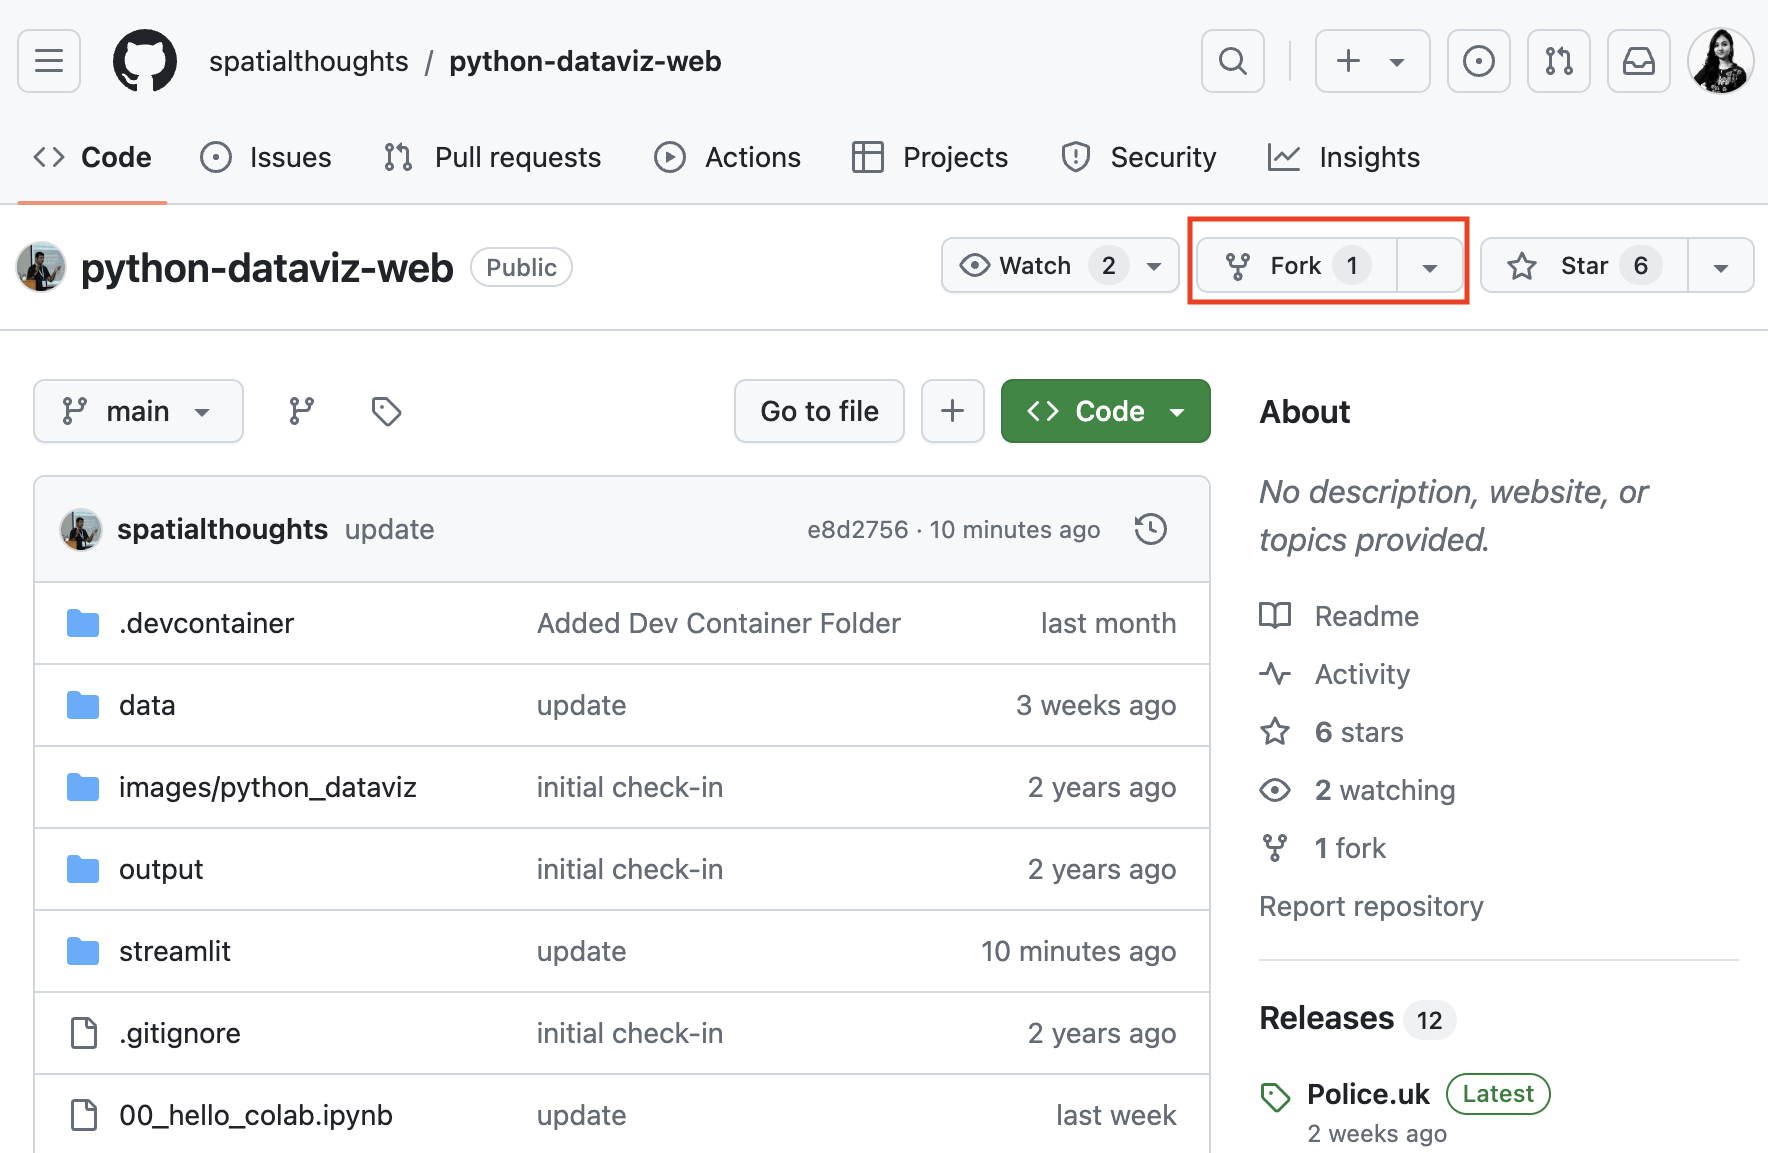 spatialthoughts / python-dataviz-web
Code Issues Pull requests Actions Projects Security Insights
python-dataviz-web Public Watch 2 Fork 1 Star 6
main Go to file Code
spatialthoughts update e8d2756 · 10 minutes ago
.devcontainer Added Dev Container Folder last month
data update 3 weeks ago
images/python_dataviz initial check-in 2 years ago
output initial check-in 2 years ago
streamlit update 10 minutes ago
.gitignore initial check-in 2 years ago
00_hello_colab.ipynb update last week
About
No description, website, or
topics provided.
Readme
Activity
6 stars
2 watching
1 fork
Report repository
Releases 12
Police.uk Latest
2 weeks ago